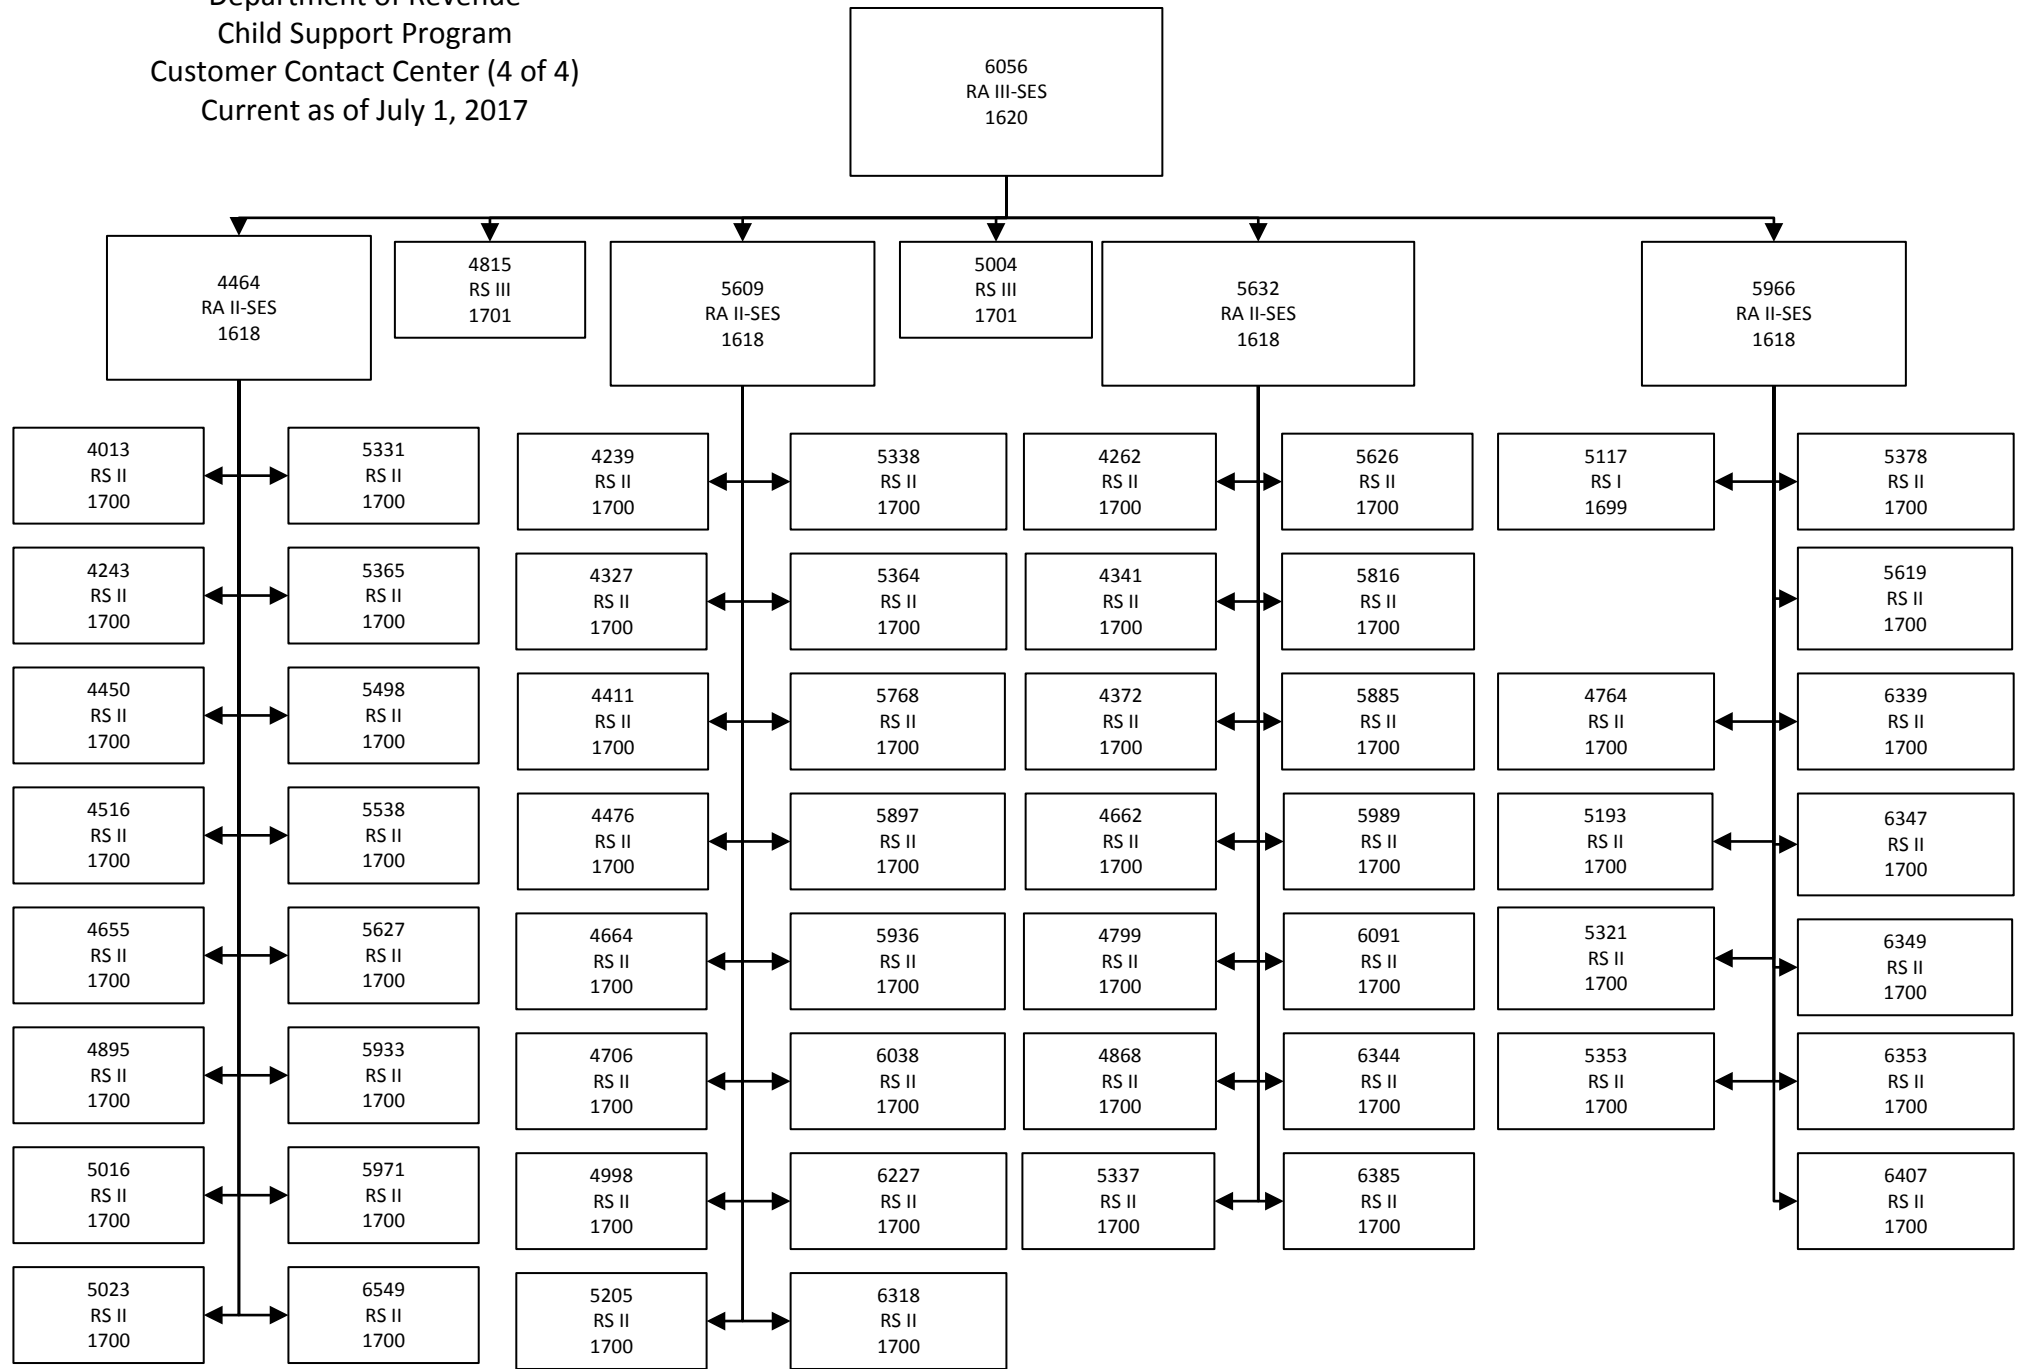 Department of Revenue
Child Support Program
Customer Contact Center (4 of 4)
Current as of July 1, 2017
6056
RA III-SES
1620
4464
RA II-SES
1618
4815
RS III
1701
5609
RA II-SES
1618
5004
RS III
1701
5632
RA II-SES
1618
5966
RA II-SES
1618
4013
RS II
1700
5331
RS II
1700
4243
RS II
1700
5365
RS II
1700
4450
RS II
1700
5498
RS II
1700
4516
RS II
1700
5538
RS II
1700
4655
RS II
1700
5627
RS II
1700
4895
RS II
1700
5933
RS II
1700
5016
RS II
1700
5971
RS II
1700
5023
RS II
1700
6549
RS II
1700
4239
RS II
1700
5338
RS II
1700
4327
RS II
1700
5364
RS II
1700
4411
RS II
1700
5768
RS II
1700
4476
RS II
1700
5897
RS II
1700
4664
RS II
1700
5936
RS II
1700
4706
RS II
1700
6038
RS II
1700
4998
RS II
1700
6227
RS II
1700
5205
RS II
1700
6318
RS II
1700
4262
RS II
1700
5626
RS II
1700
4341
RS II
1700
5816
RS II
1700
4372
RS II
1700
5885
RS II
1700
4662
RS II
1700
5989
RS II
1700
4799
RS II
1700
6091
RS II
1700
4868
RS II
1700
6344
RS II
1700
5337
RS II
1700
6385
RS II
1700
5117
RS I
1699
5378
RS II
1700
5619
RS II
1700
4764
RS II
1700
6339
RS II
1700
5193
RS II
1700
6347
RS II
1700
5321
RS II
1700
6349
RS II
1700
5353
RS II
1700
6353
RS II
1700
6407
RS II
1700